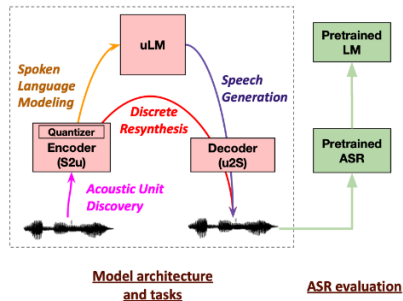 uLM
Spoken
Language
Modeling
Speech
Generation
Discrete
Resynthesis
Quantizer
Encoder
(S2u)
Decoder
(u2S)
Acoustic Unit
Discovery
Pretrained
LM
Pretrained
ASR
Model architecture
and tasks
ASR evaluation